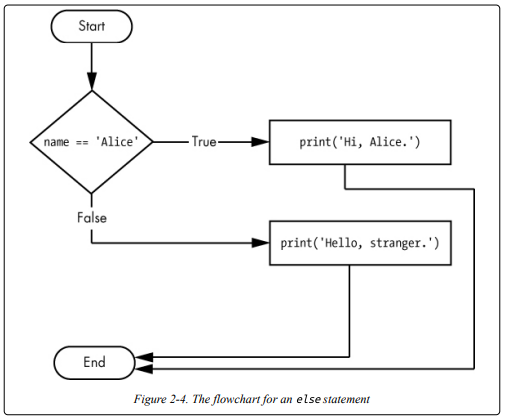 Start
name == 'Alice'
True
print('Hi, Alice.')
False
print('Hello, stranger.')
End
Figure 2-4. The flowchart for an else statement